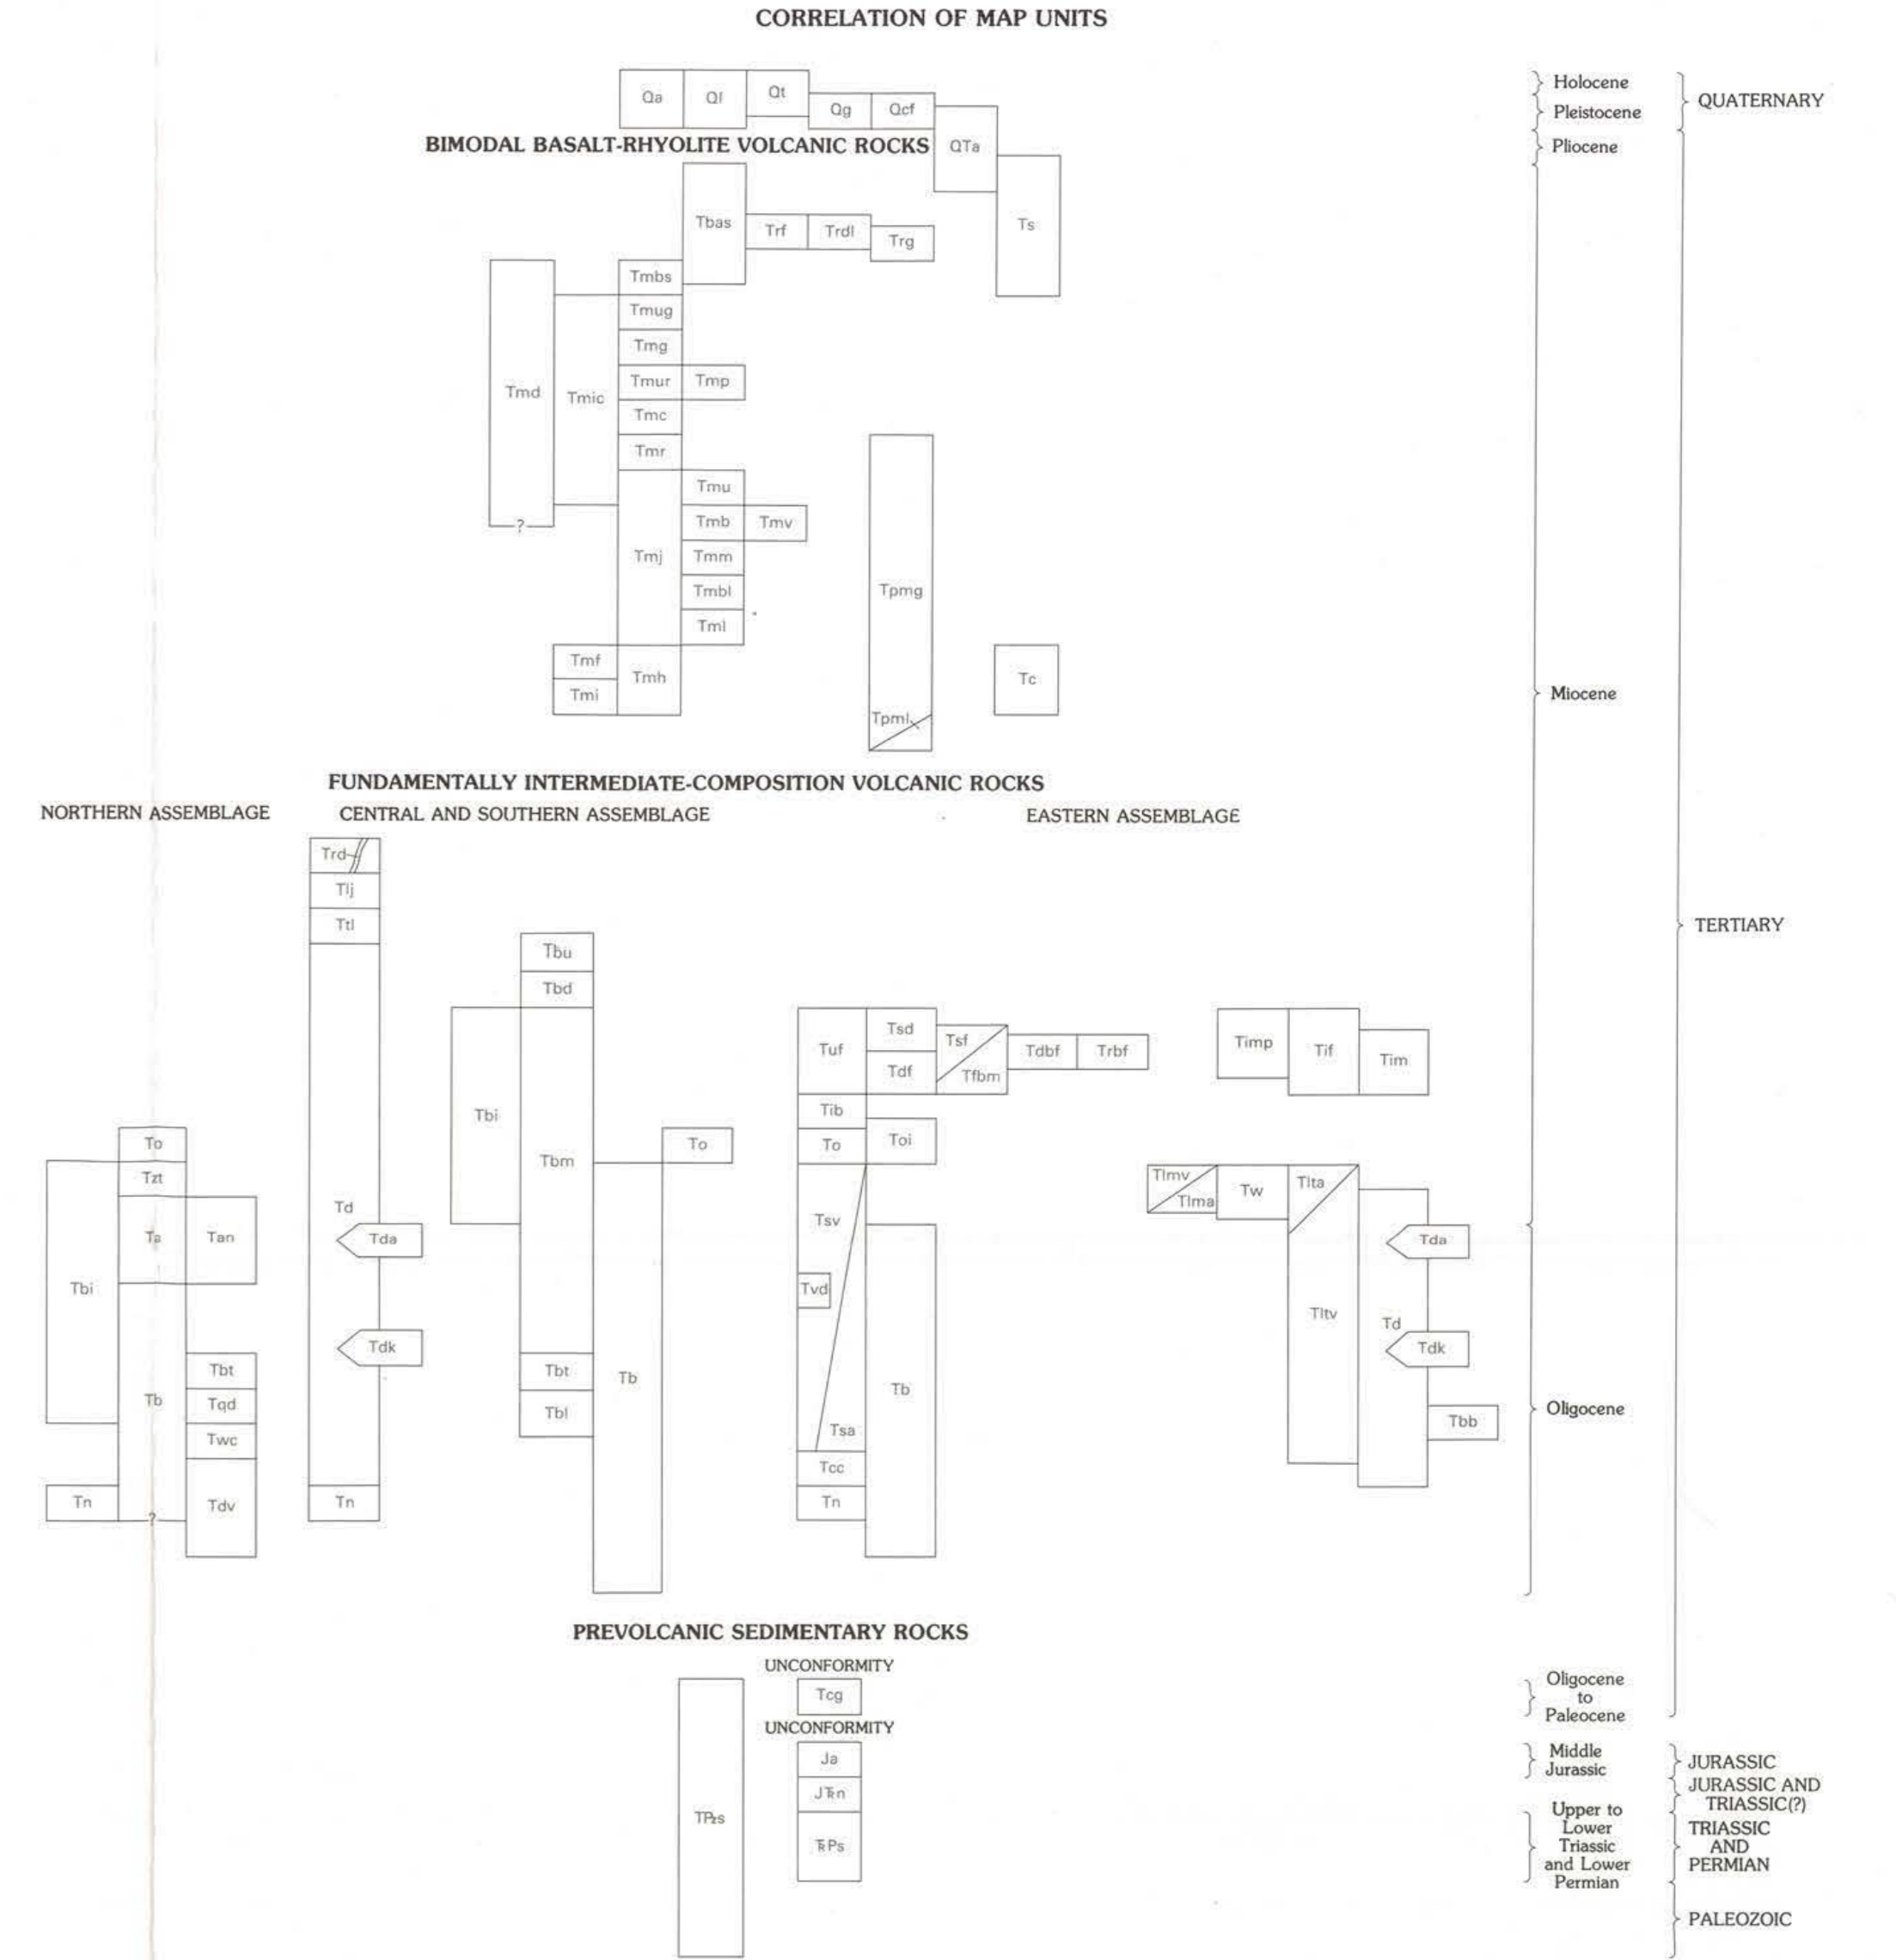 CORRELATION OF MAP UNITS
Qa
Ql
Qt
Qg
Qcf
QTa
Ts
BIMODAL BASALT-RHYOLITE VOLCANIC ROCKS
Tbas
Trf
Trdl
Trg
Tmbs
Tmug
Tmg
Tmur
Tmp
Tmd
Tmic
Tmc
Tmr
Tmu
Tmb
Tmv
Tmj
Tmm
Tmbl
Tml
Tmf
Tmh
Tmi
Tpmg
Tpml
Tc
FUNDAMENTALLY INTERMEDIATE-COMPOSITION VOLCANIC ROCKS
NORTHERN ASSEMBLAGE
To
Tzt
Ta
Tan
Tbi
Tbt
Tb
Tqd
Twc
Tn
Tdv
?
CENTRAL AND SOUTHERN ASSEMBLAGE
Trd
Tlj
Ttl
Td
Tda
Tdk
Tn
Tbu
Tbd
Tbi
Tbm
To
Tbt
Tbl
Tb
EASTERN ASSEMBLAGE
Tuf
Tsd
Tsf
Tdf
Tfbm
Tdbf
Trbf
Tib
To
Toi
Tsv
Tvd
Tsa
Tb
Tcc
Tn
Timp
Tif
Tim
Tlmv
Tlma
Tw
Tlta
Tltv
Td
Tda
Tdk
Tbb
?
PREVOLCANIC SEDIMENTARY ROCKS
UNCONFORMITY
Tcg
UNCONFORMITY
Ja
Holocene
Pleistocene
Pliocene
Miocene
Oligocene
Oligocene
to
Paleocene
Middle
Jurassic
Upper to
Lower
Triassic
and Lower
Permian
QUATERNARY
TERTIARY
JURASSIC
JURASSIC AND
TRIASSIC(?)
TRIASSIC
AND
PERMIAN
PALEOZOIC